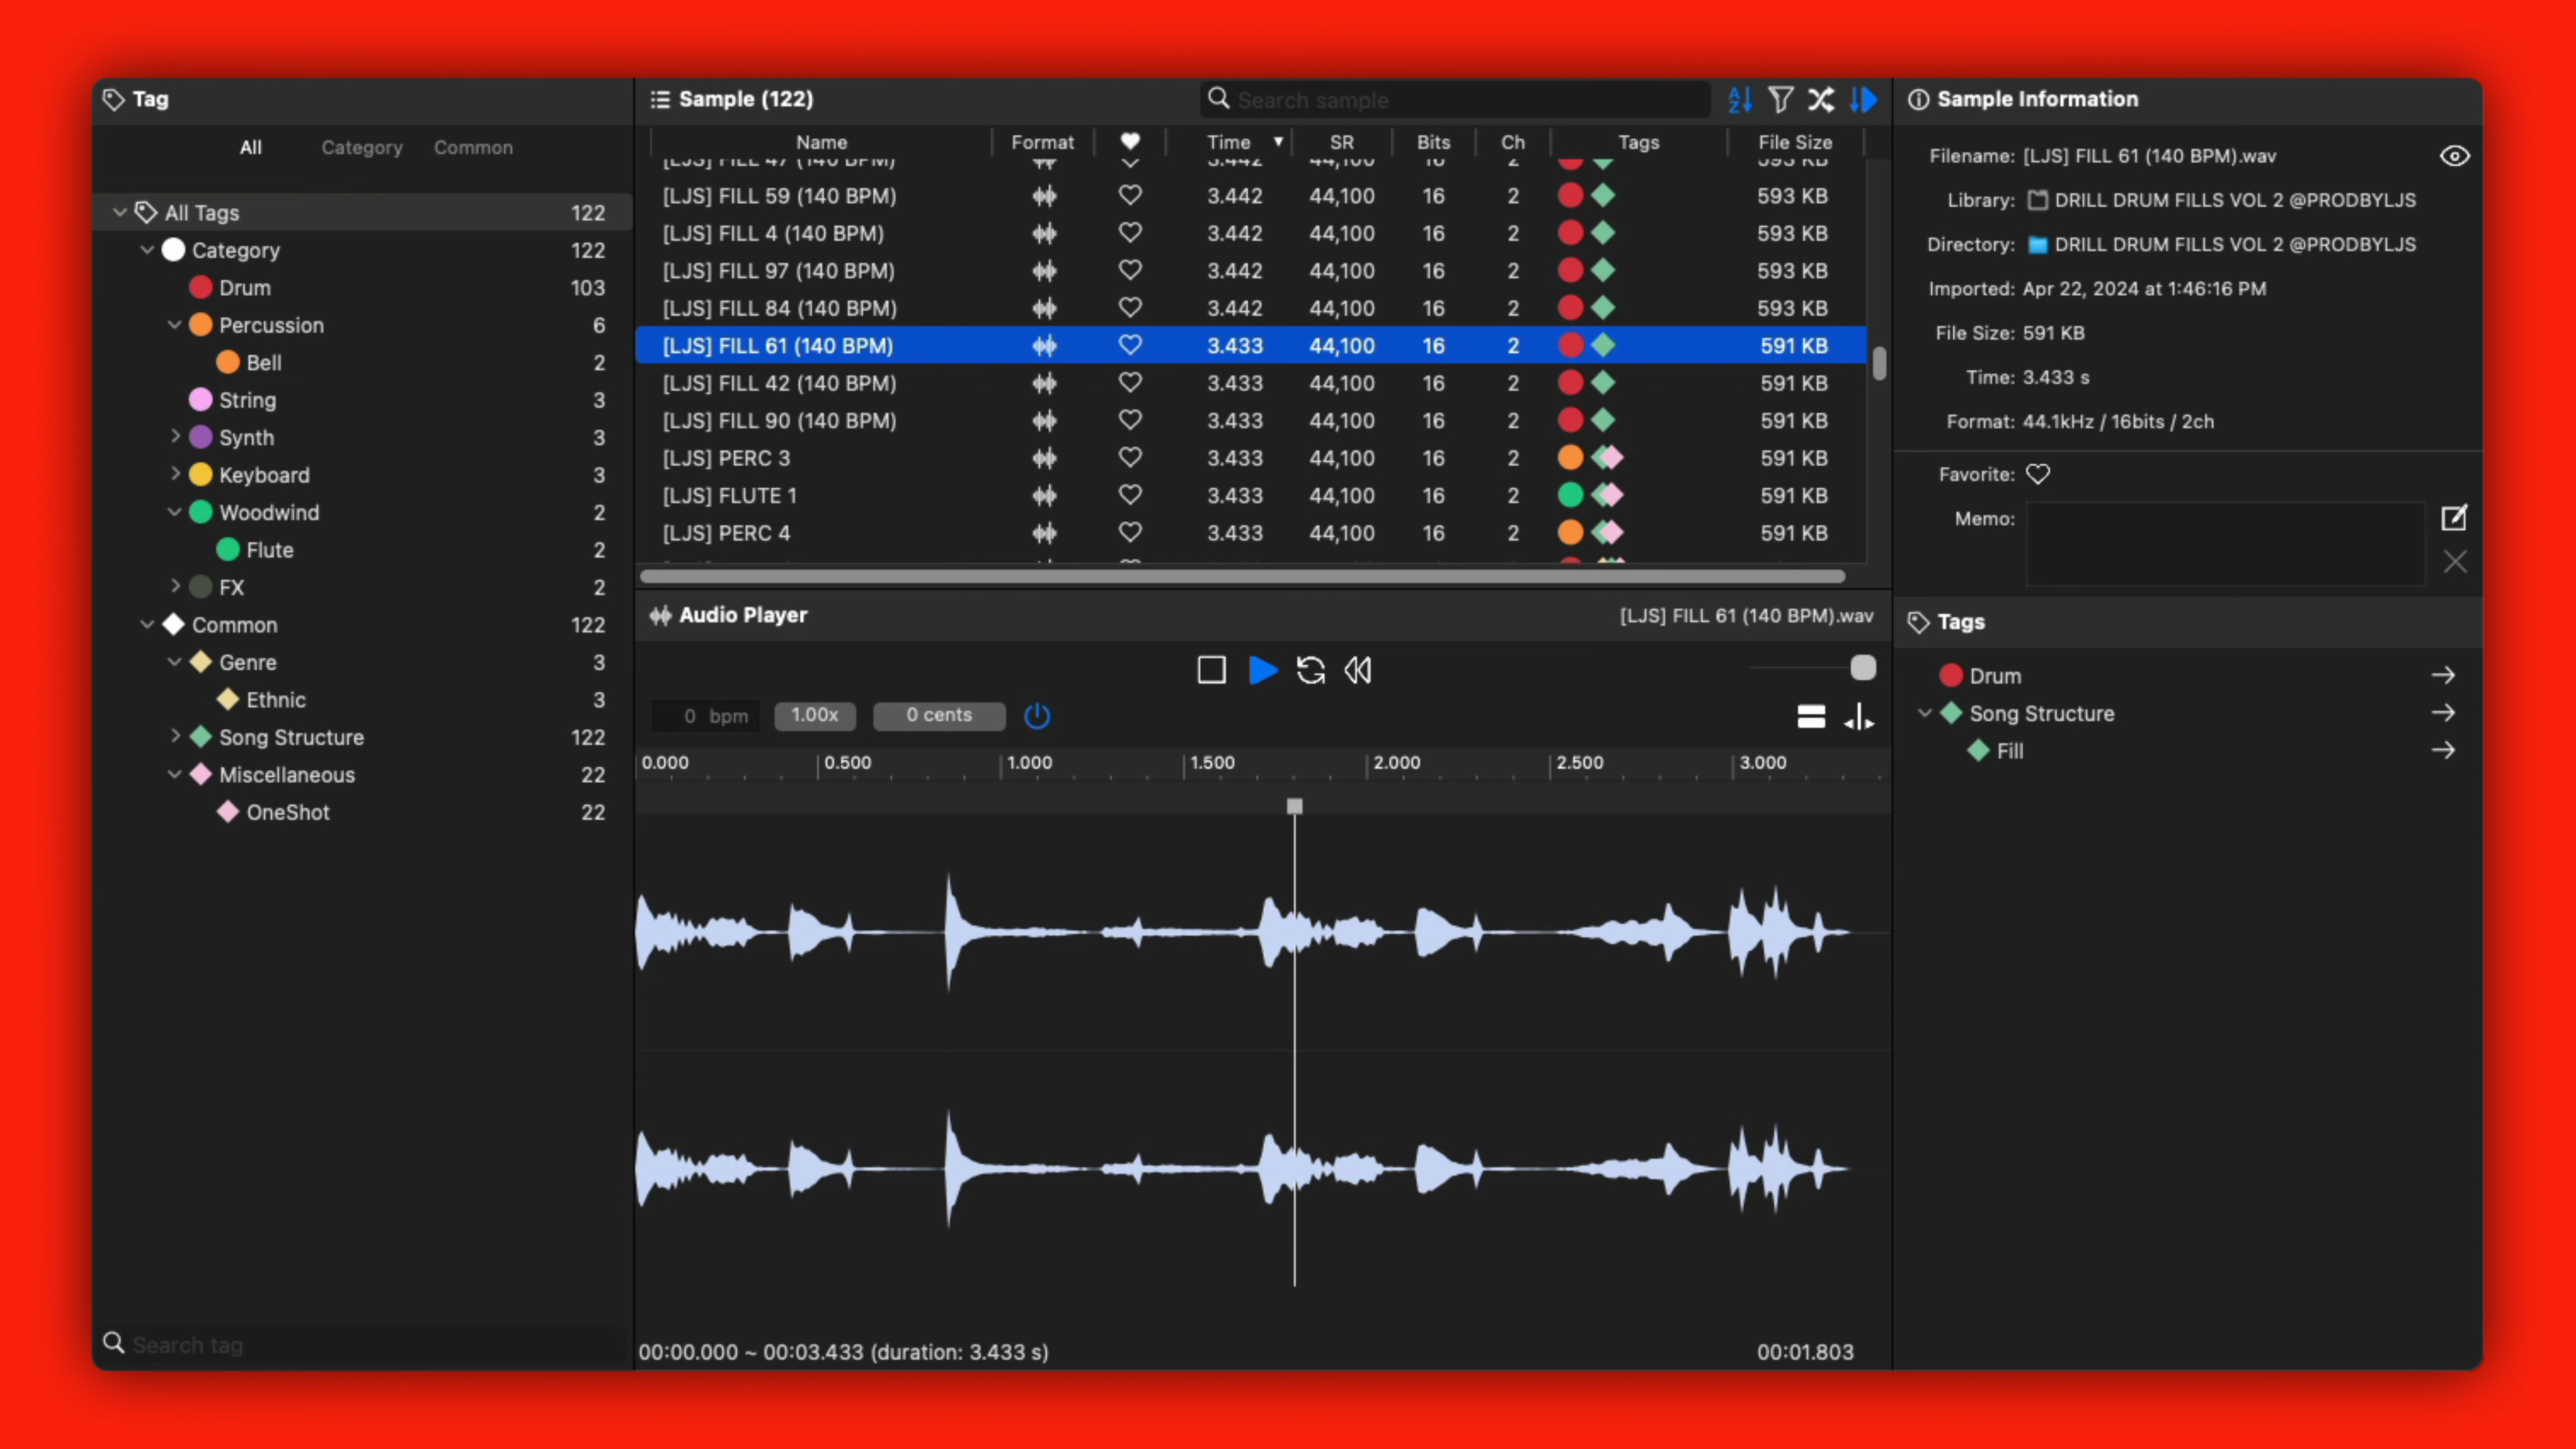 Tag
All Category Common
All Tags 122
Category 122
Drum 103
Percussion 6
Bell 2
String 3
Synth 3
Keyboard 3
Woodwind 2
Flute 2
FX 2
Common 122
Genre 3
Ethnic 3
Song Structure 122
Miscellaneous 22
OneShot 22
Search tag
Sample (122)
Search sample
Name Format Time SR Bits Ch Tags File Size
[LJS] FILL 47 (140 BPM) 3.442 44,100 16 2 593 KB
[LJS] FILL 59 (140 BPM) 3.442 44,100 16 2 593 KB
[LJS] FILL 4 (140 BPM) 3.442 44,100 16 2 593 KB
[LJS] FILL 97 (140 BPM) 3.442 44,100 16 2 593 KB
[LJS] FILL 84 (140 BPM) 3.442 44,100 16 2 593 KB
[LJS] FILL 61 (140 BPM) 3.433 44,100 16 2 591 KB
[LJS] FILL 42 (140 BPM) 3.433 44,100 16 2 591 KB
[LJS] FILL 90 (140 BPM) 3.433 44,100 16 2 591 KB
[LJS] PERC 3 3.433 44,100 16 2 591 KB
[LJS] FLUTE 1 3.433 44,100 16 2 591 KB
[LJS] PERC 4 3.433 44,100 16 2 591 KB
Audio Player
[LJS] FILL 61 (140 BPM).wav
0 bpm 1.00x 0 cents
0.000 0.500 1.000 1.500 2.000 2.500 3.000
00:00.000 ~ 00:03.433 (duration: 3.433 s)
00:01.803
Sample Information
Filename: [LJS] FILL 61 (140 BPM).wav
Library: DRILL DRUM FILLS VOL 2 @PRODBYLJS
Directory: DRILL DRUM FILLS VOL 2 @PRODBYLJS
Imported: Apr 22, 2024 at 1:46:16 PM
File Size: 591 KB
Time: 3.433 s
Format: 44.1kHz / 16bits / 2ch
Favorite:
Memo:
Tags
Drum
Song Structure
Fill